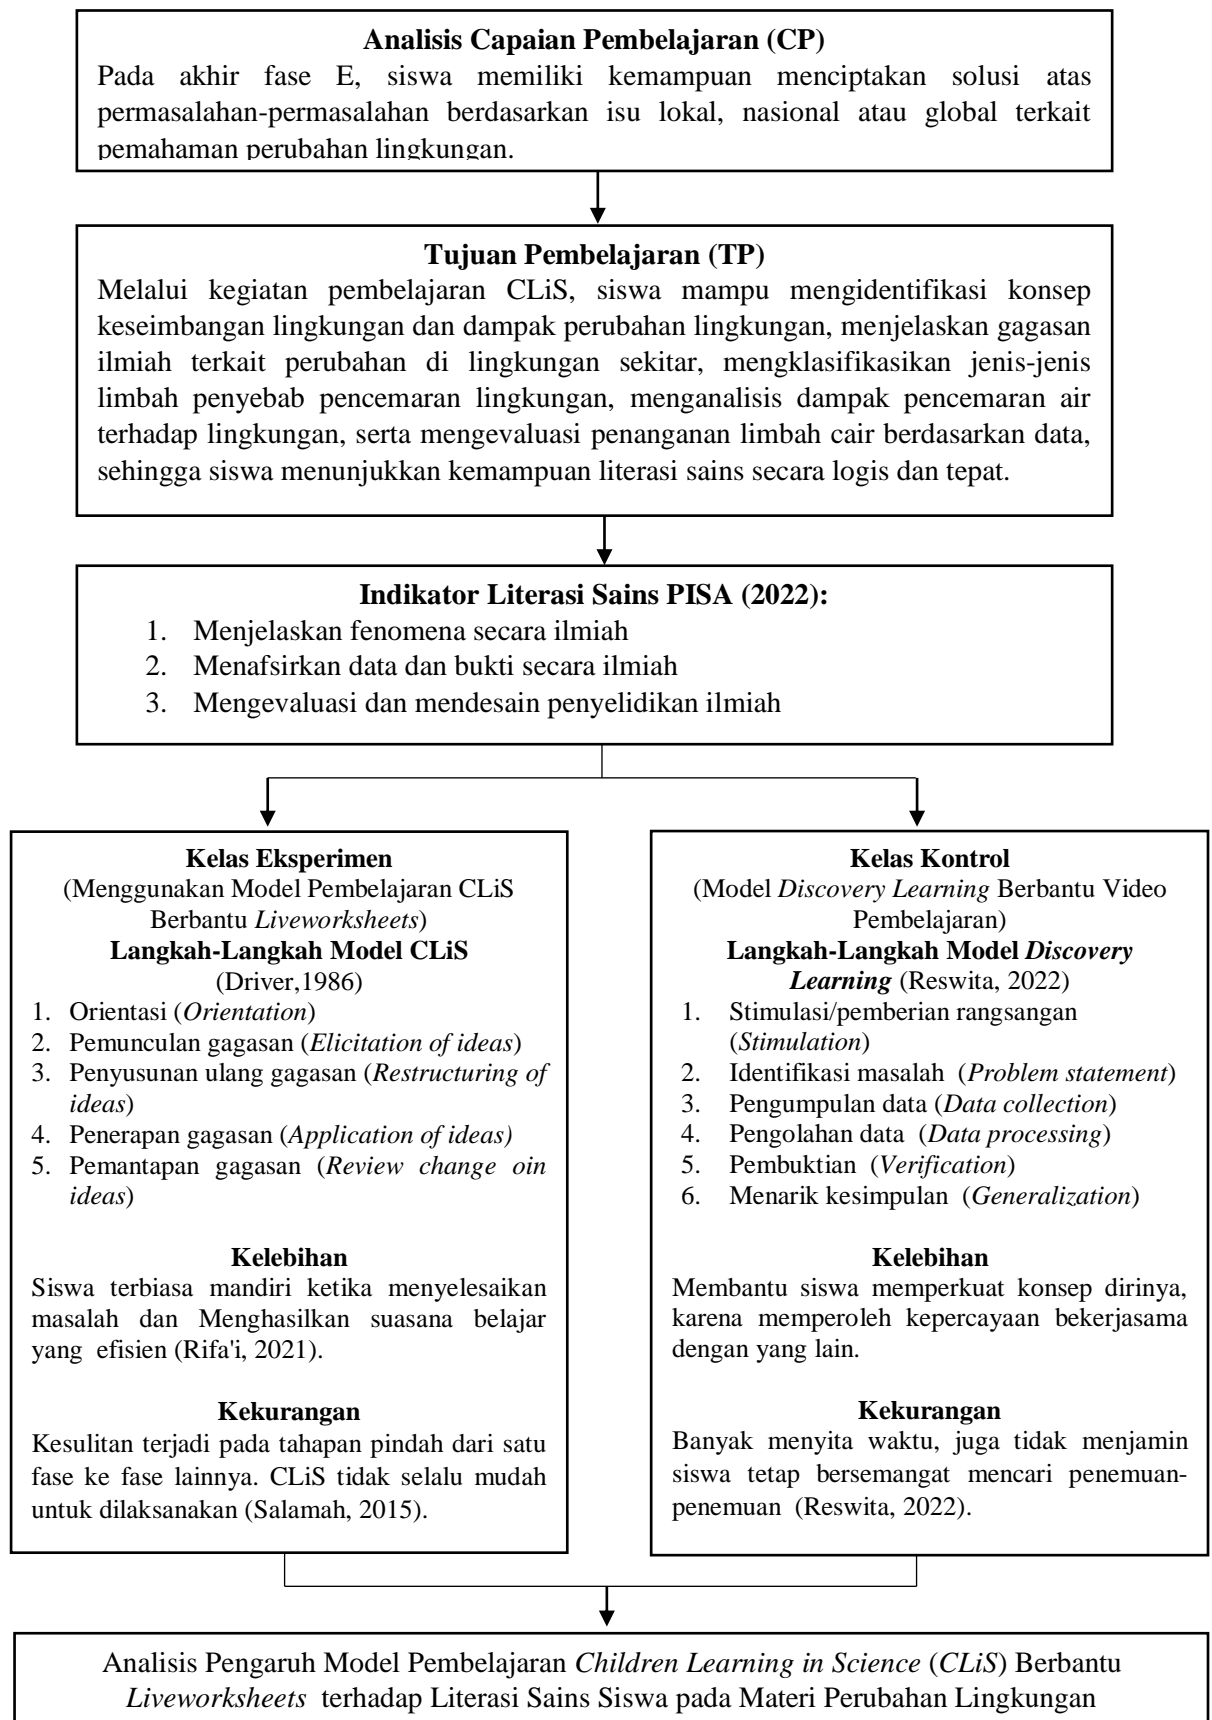 Analisis Capaian Pembelajaran (CP)
Pada akhir fase E, siswa memiliki kemampuan menciptakan solusi atas
permasalahan-permasalahan berdasarkan isu lokal, nasional atau global terkait
pemahaman perubahan lingkungan.
Tujuan Pembelajaran (TP)
Melalui kegiatan pembelajaran CLiS, siswa mampu mengidentifikasi konsep
keseimbangan lingkungan dan dampak perubahan lingkungan, menjelaskan gagasan
ilmiah terkait perubahan di lingkungan sekitar, mengklasifikasikan jenis-jenis
limbah penyebab pencemaran lingkungan, menganalisis dampak pencemaran air
terhadap lingkungan, serta mengevaluasi penanganan limbah cair berdasarkan data,
sehingga siswa menunjukkan kemampuan literasi sains secara logis dan tepat.
Indikator Literasi Sains PISA (2022):
1. Menjelaskan fenomena secara ilmiah
2. Menafsirkan data dan bukti secara ilmiah
3. Mengevaluasi dan mendesain penyelidikan ilmiah
Kelas Eksperimen
(Menggunakan Model Pembelajaran CLiS
Berbantu Liveworksheets)
Langkah-Langkah Model CLiS
(Driver,1986)
1. Orientasi (Orientation)
2. Pemunculan gagasan (Elicitation of ideas)
3. Penyusunan ulang gagasan (Restructuring of
ideas)
4. Penerapan gagasan (Application of ideas)
5. Pemantapan gagasan (Review change oin
ideas)
Kelebihan
Siswa terbiasa mandiri ketika menyelesaikan
masalah dan Menghasilkan suasana belajar
yang efisien (Rifa'i, 2021).
Kekurangan
Kesulitan terjadi pada tahapan pindah dari satu
fase ke fase lainnya. CLiS tidak selalu mudah
untuk dilaksanakan (Salamah, 2015).
Kelas Kontrol
(Model Discovery Learning Berbantu Video
Pembelajaran)
Langkah-Langkah Model Discovery
Learning (Reswita, 2022)
1. Stimulasi/pemberian rangsangan
(Stimulation)
2. Identifikasi masalah (Problem statement)
3. Pengumpulan data (Data collection)
4. Pengolahan data (Data processing)
5. Pembuktian (Verification)
6. Menarik kesimpulan (Generalization)
Kelebihan
Membantu siswa memperkuat konsep dirinya,
karena memperoleh kepercayaan bekerjasama
dengan yang lain.
Kekurangan
Banyak menyita waktu, juga tidak menjamin
siswa tetap bersemangat mencari penemuan-
penemuan (Reswita, 2022).
Analisis Pengaruh Model Pembelajaran Children Learning in Science (CLiS) Berbantu
Liveworksheets terhadap Literasi Sains Siswa pada Materi Perubahan Lingkungan